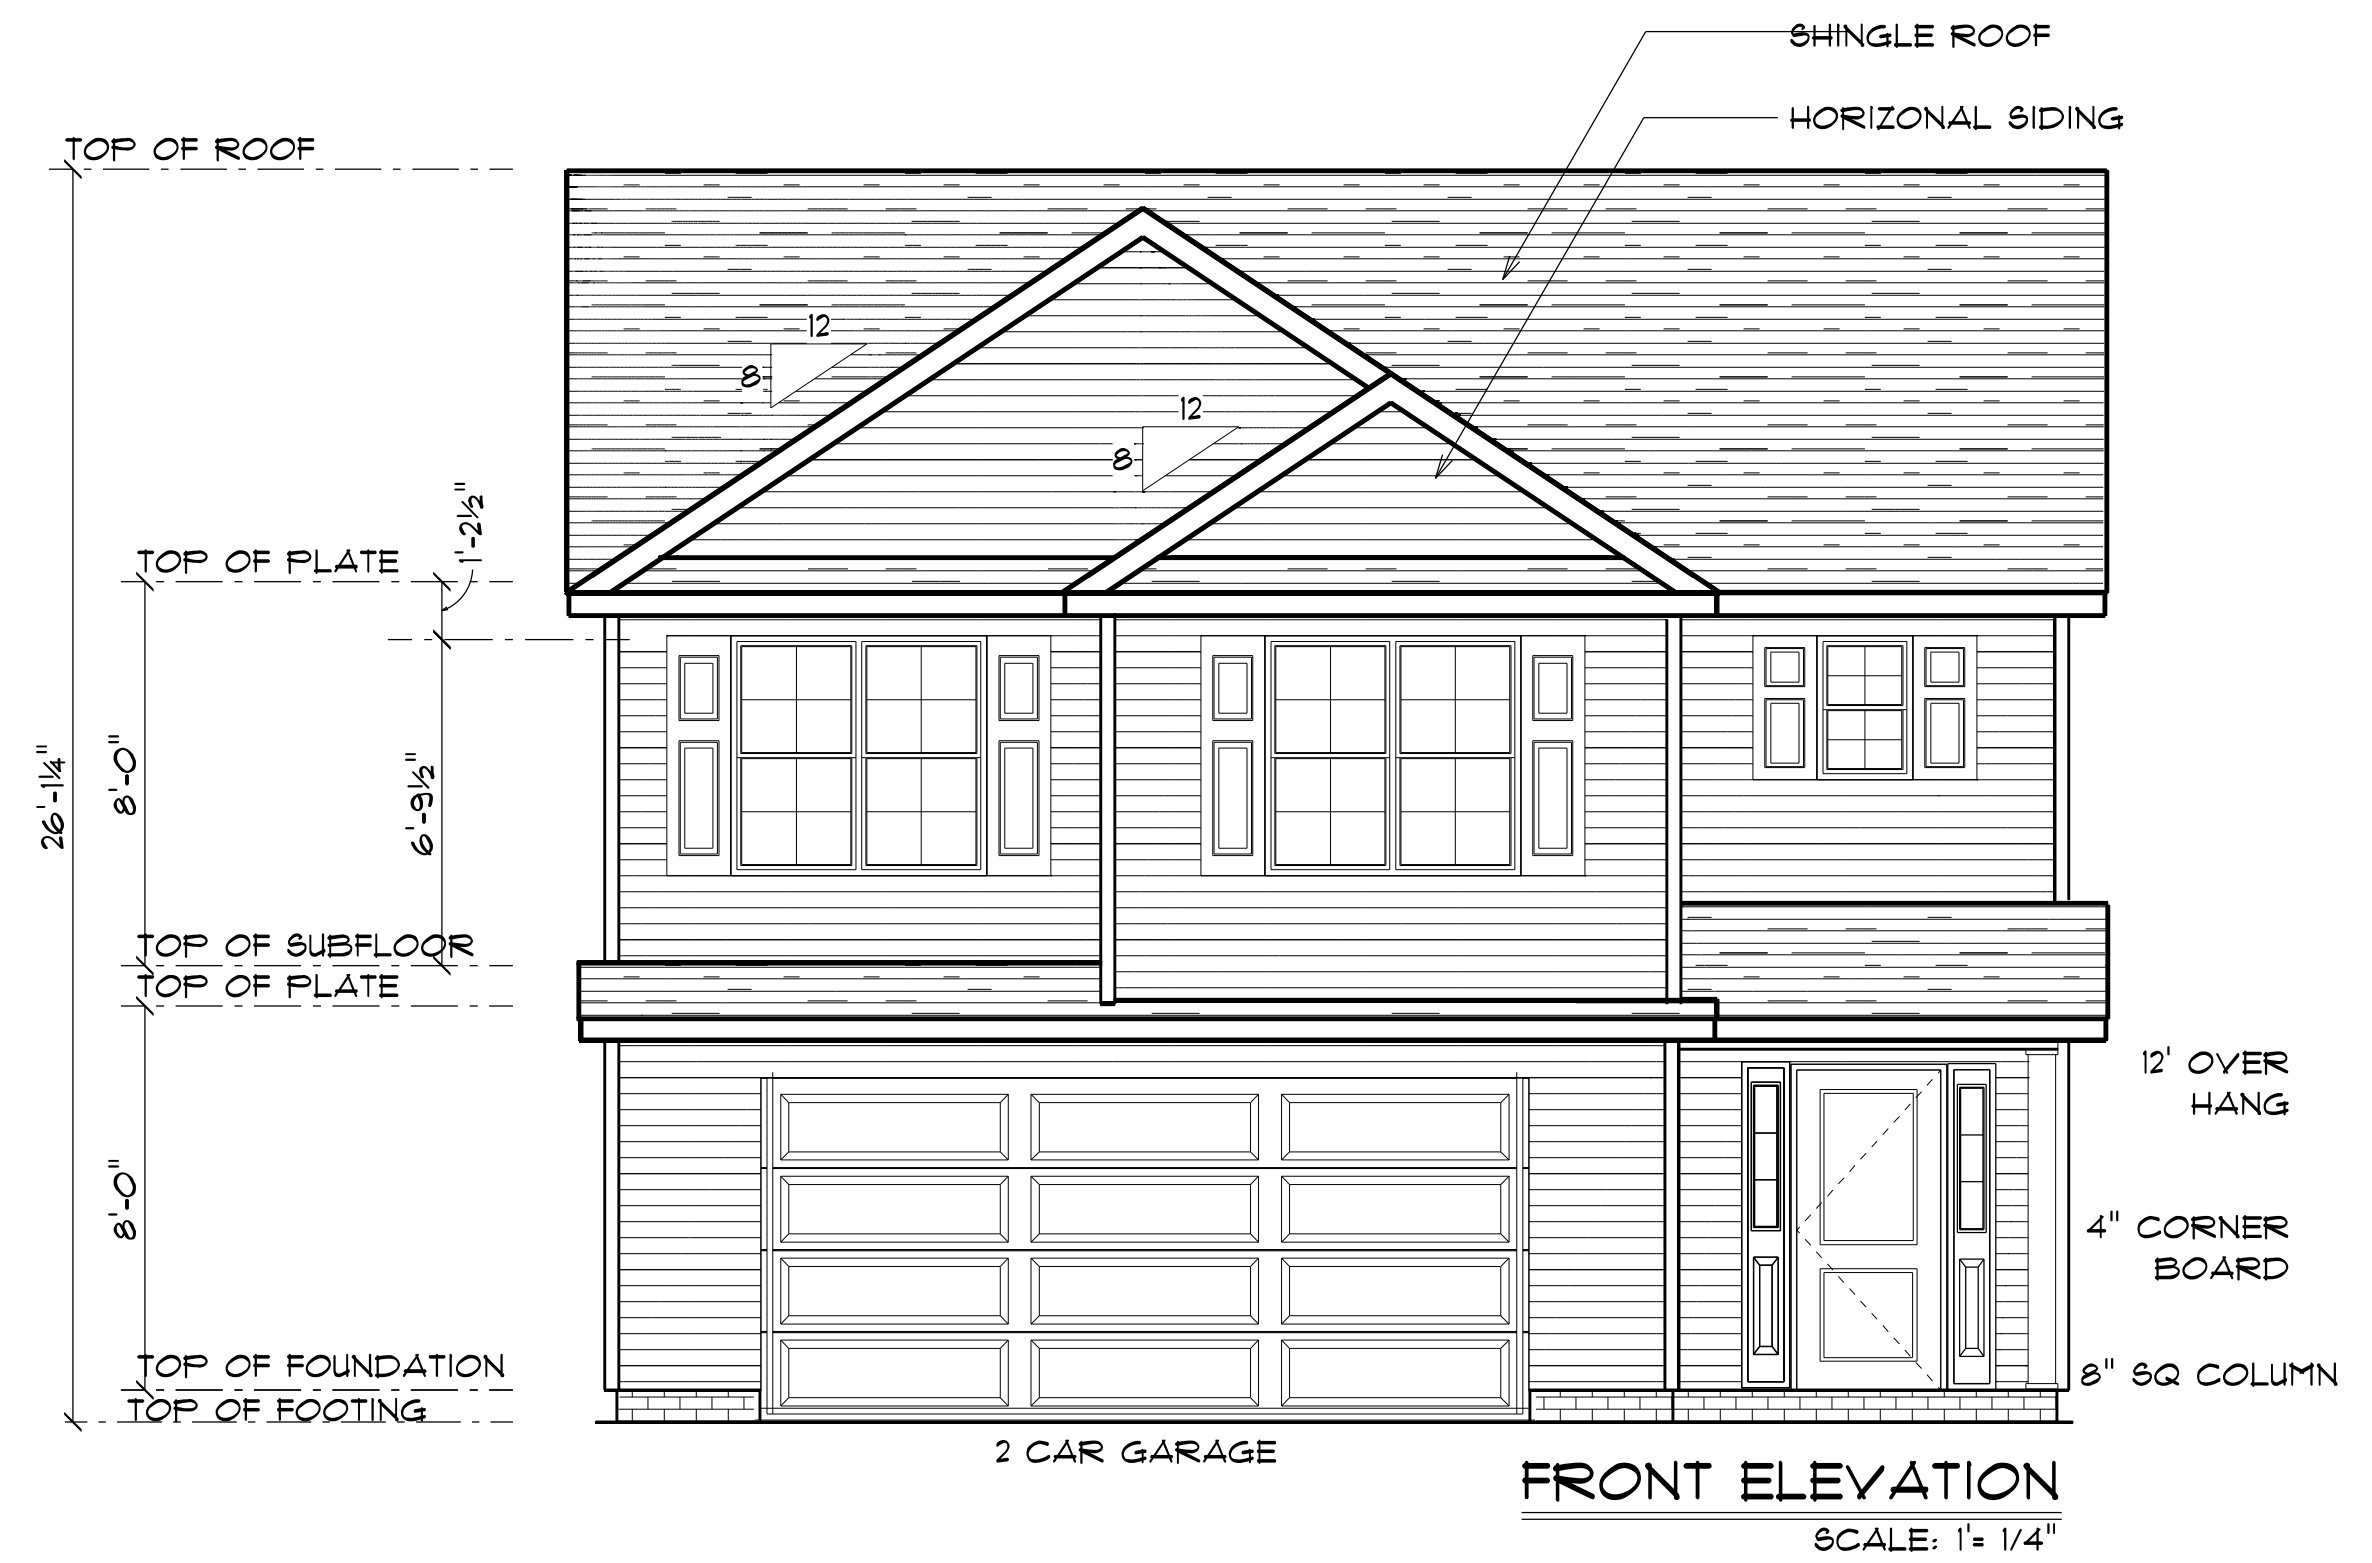 SHINGLE ROOF
HORIZONAL SIDING
TOP OF ROOF
12
8
12
8
1'-2½"
TOP OF PLATE
26'-1¼"
8'-0"
6'-9½"
TOP OF SUBFLOOR
TOP OF PLATE
12' OVER
HANG
8'-0"
4" CORNER
BOARD
TOP OF FOUNDATION
8" SQ COLUMN
TOP OF FOOTING
2 CAR GARAGE
FRONT ELEVATION
SCALE: 1'= 1/4"